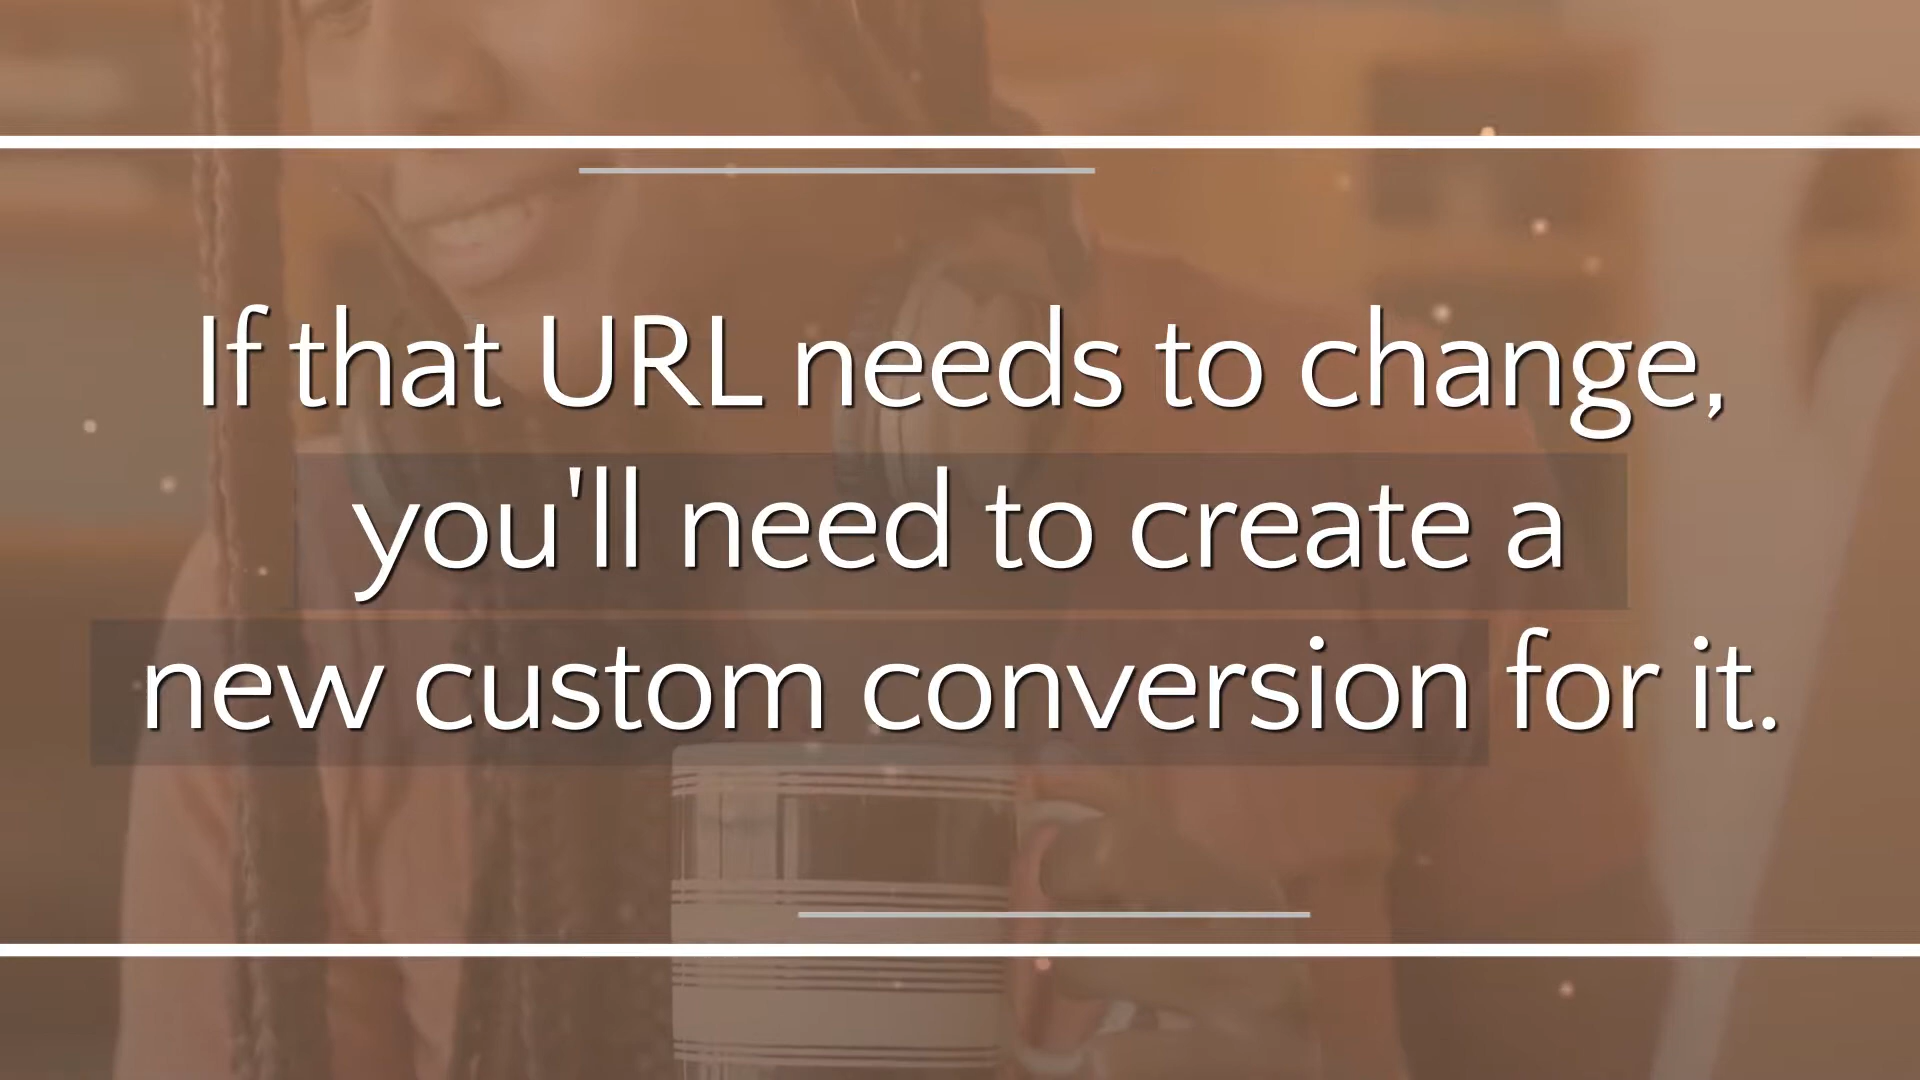 If that URL needs to change,
you'll need to create a
new custom conversion for it.